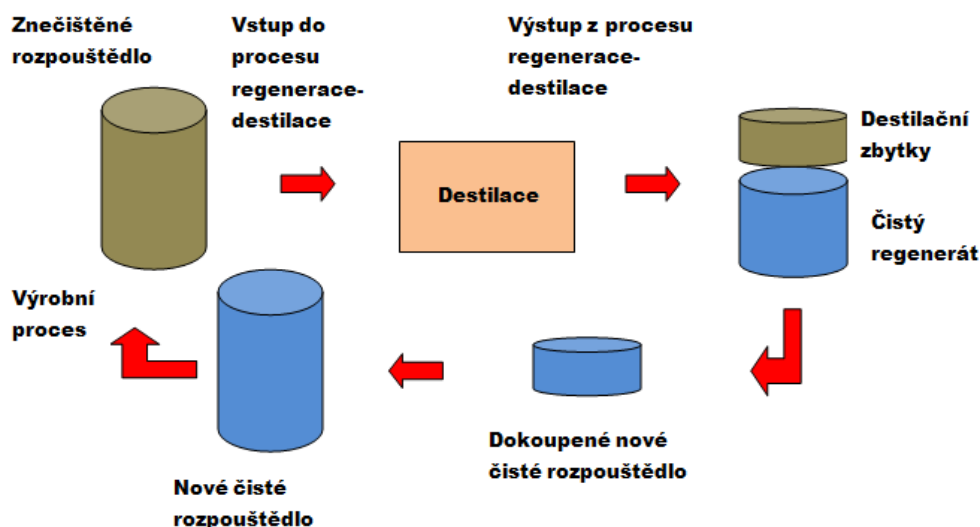 Znečištěné
rozpouštědlo
Vstup do
procesu
regenerace-
destilace
Výstup z procesu
regenerace-
destilace
Destilace
Destilační
zbytky
Čistý
regenerát
Výrobní
proces
Dokoupené nové
čisté rozpouštědlo
Nové čisté
rozpouštědlo